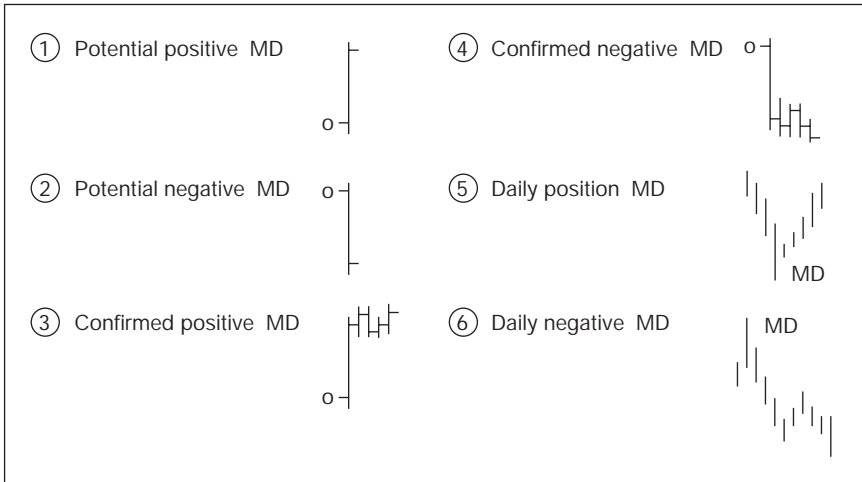 ① Potential positive MD
o
② Potential negative MD
o
③ Confirmed positive MD
o
④ Confirmed negative MD
o
⑤ Daily position MD
MD
⑥ Daily negative MD
MD